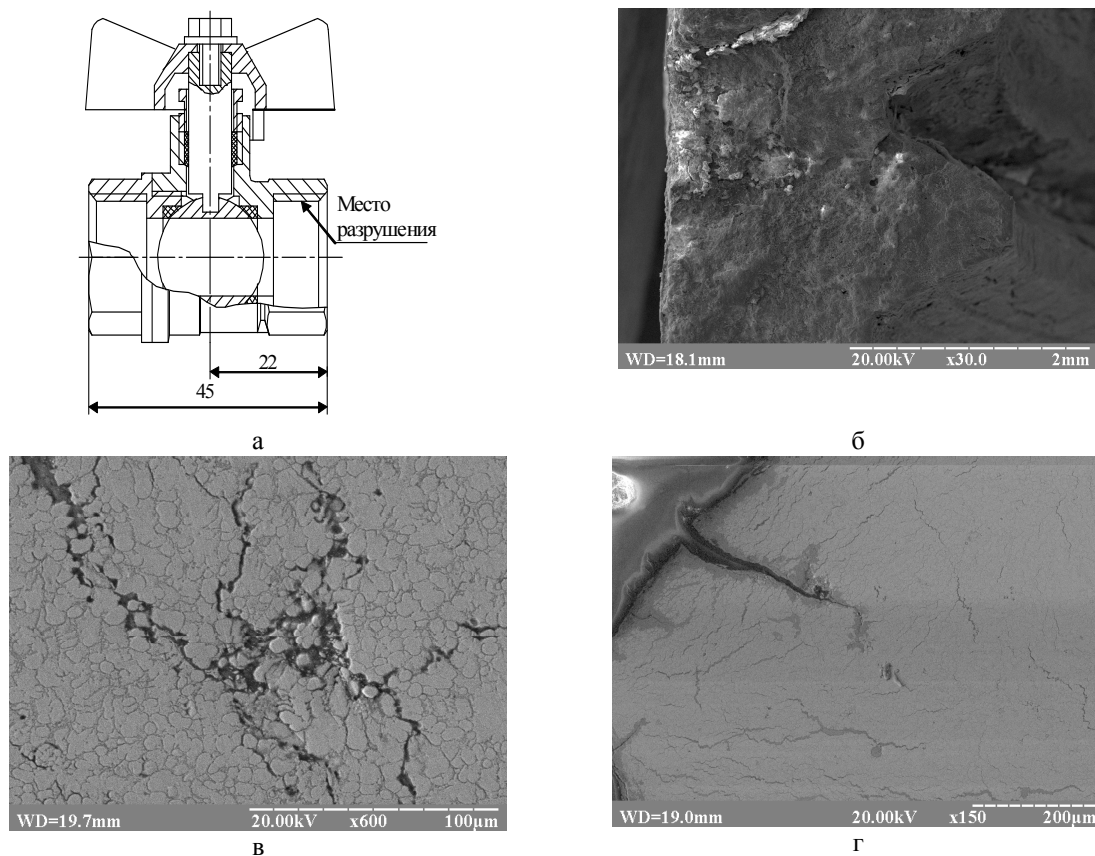 Место
разрушения
22
45
а
WD=18.1mm 20.00kV x30.0 2mm
б
WD=19.7mm 20.00kV x600 100μm
в
WD=19.0mm 20.00kV x150 200μm
г